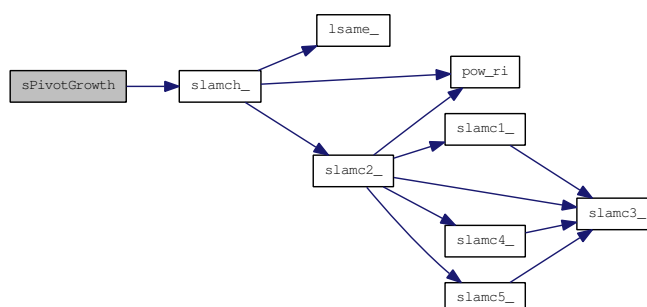 lsame_
sPivotGrowth
slamch_
pow_ri
slamc1_
slamc2_
slamc3_
slamc4_
slamc5_